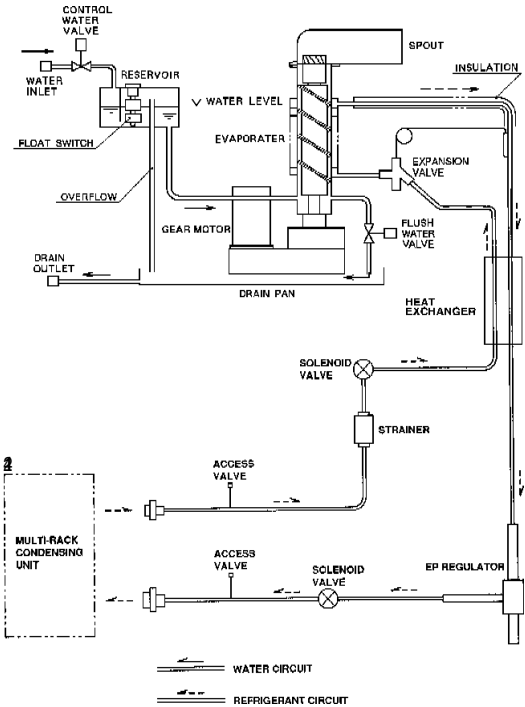 CONTROL
WATER
VALVE
SPOUT
WATER
INLET
RESERVOIR
INSULATION
WATER LEVEL
FLOAT SWITCH
EVAPORATER
EXPANSION
VALVE
OVERFLOW
GEAR MOTOR
FLUSH
WATER
VALVE
DRAIN
OUTLET
DRAIN PAN
HEAT
EXCHANGER
SOLENOID
VALVE
STRAINER
ACCESS
VALVE
MULTI-RACK
CONDENSING
UNIT
ACCESS
VALVE
SOLENOID
VALVE
EP REGULATOR
WATER CIRCUIT
REFRIGERANT CIRCUIT